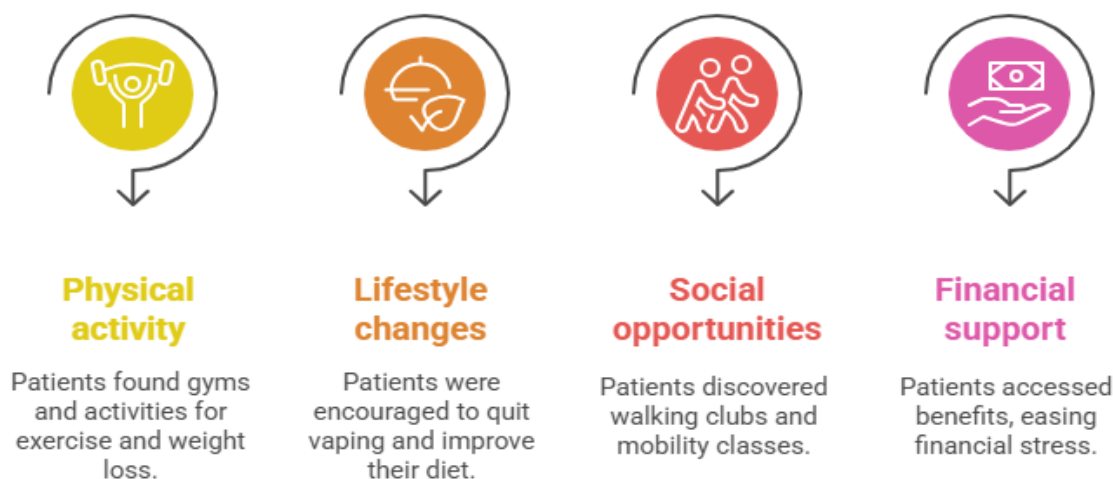 Physical
activity
Patients found gyms
and activities for
exercise and weight
loss.
Lifestyle
changes
Patients were
encouraged to quit
vaping and improve
their diet.
Social
opportunities
Patients discovered
walking clubs and
mobility classes.
Financial
support
Patients accessed
benefits, easing
financial stress.